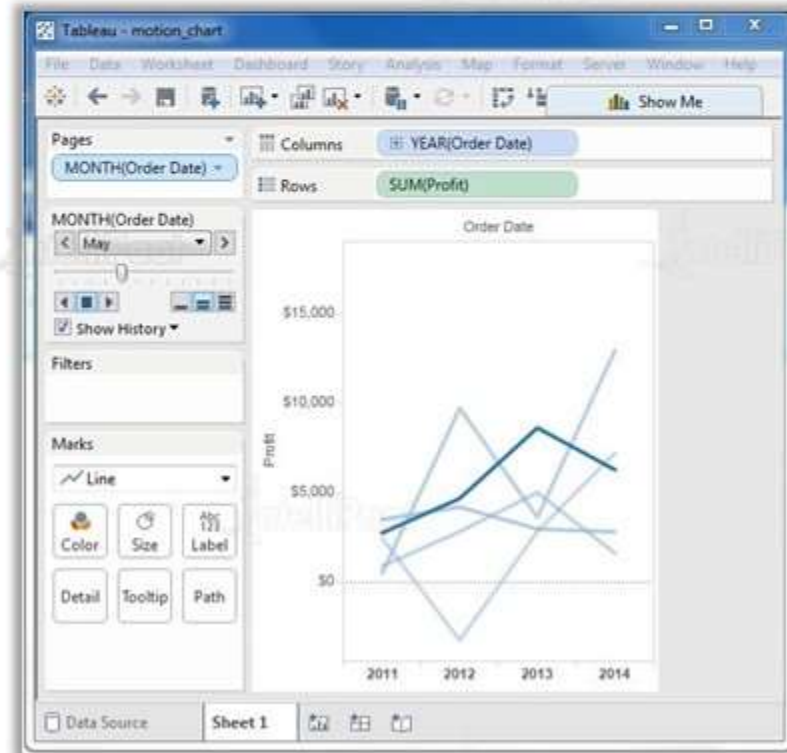 Tableau - motion_chart
File Data Worksheet Dashboard Story Analysis Map Format Server Window Help
Show Me
Pages
MONTH(Order Date)
Columns YEAR(Order Date)
Rows SUM(Profit)
MONTH(Order Date)
May
Show History
Filters
Marks
Line
Color Size Abc 123 Label
Detail Tooltip Path
Order Date
$15,000
$10,000
$5,000
$0
Profit
2011 2012 2013 2014
Data Source Sheet 1